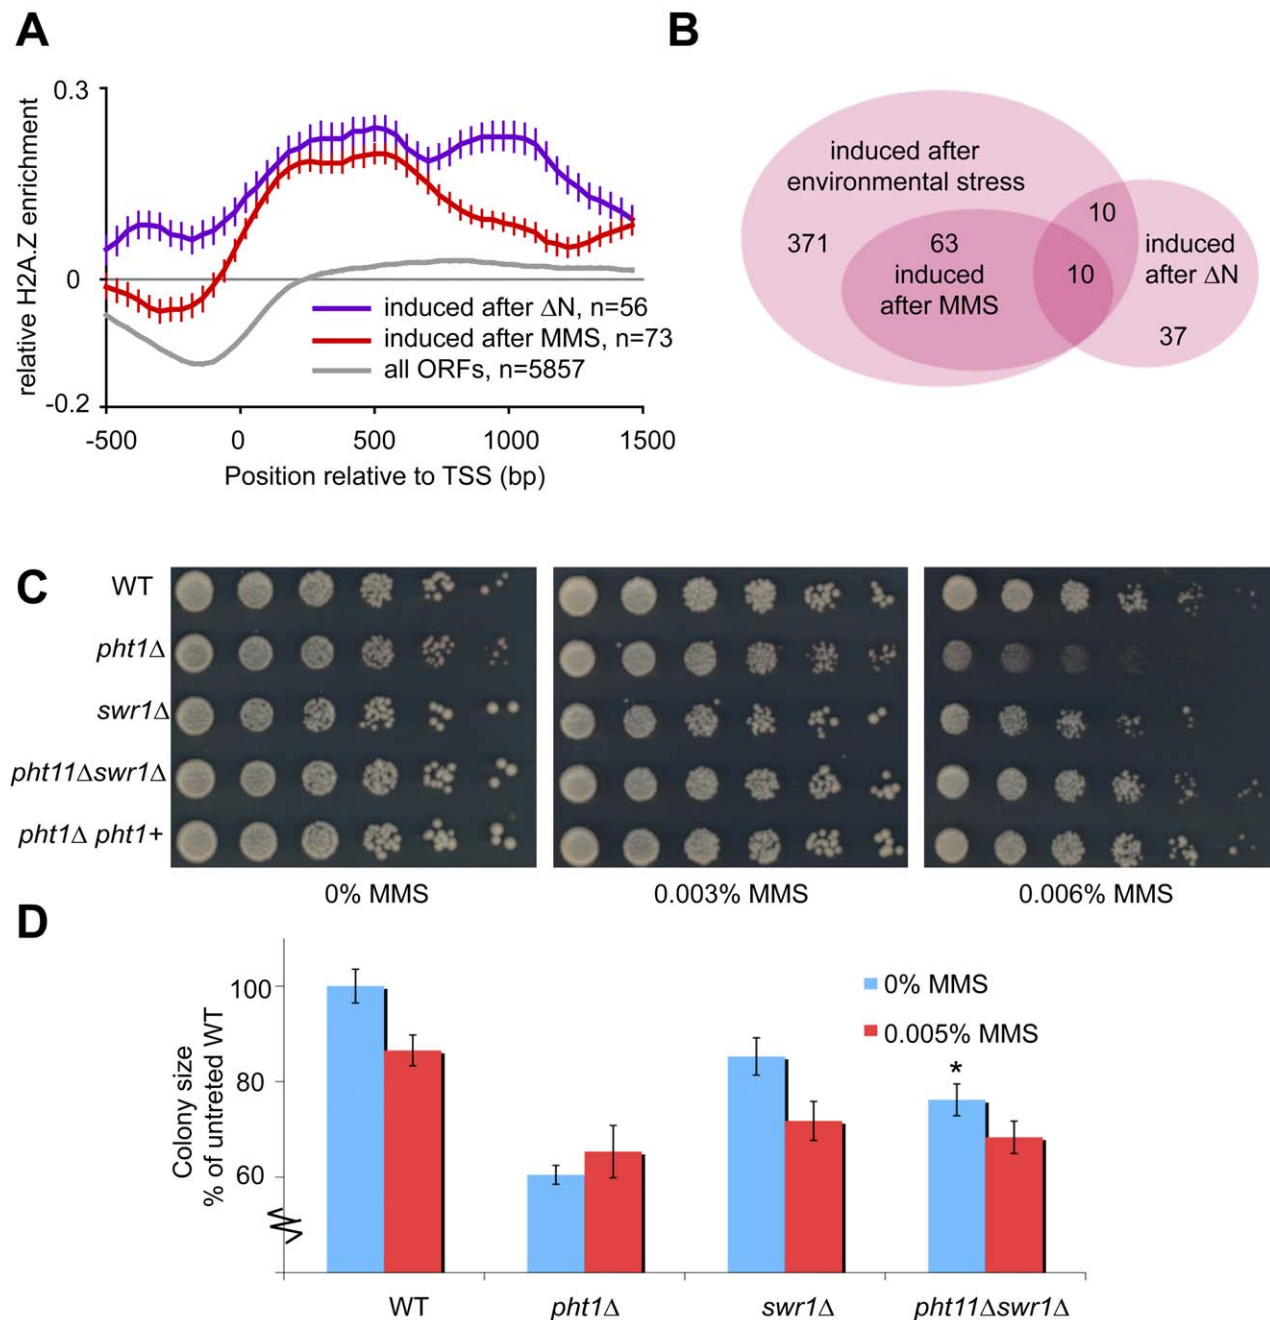 A
0.3
0
-0.2
relative H2A.Z enrichment
induced after ΔN, n=56
induced after MMS, n=73
all ORFs, n=5857
-500
0
500
1000
1500
Position relative to TSS (bp)
B
induced after
environmental stress
371
63
induced
after MMS
10
10
induced
after ΔN
37
C
WT
pht1Δ
swr1Δ
pht11Δswr1Δ
pht1Δ pht1+
0% MMS
0.003% MMS
0.006% MMS
D
Colony size
% of untreted WT
100
80
60
0% MMS
0.005% MMS
*
WT
pht1Δ
swr1Δ
pht11Δswr1Δ